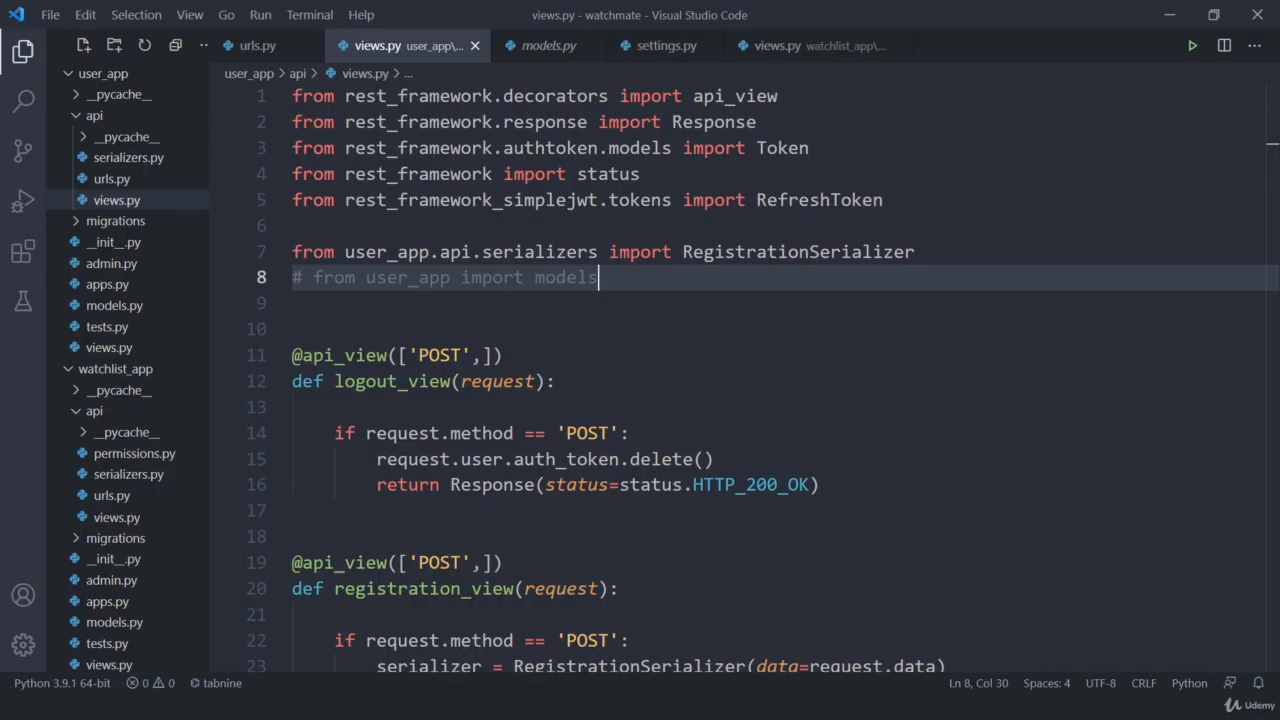 File Edit Selection View Go Run Terminal Help views.py - watchmate - Visual Studio Code
urls.py views.py user_app\... models.py settings.py views.py watchlist_app\...
user_app > api > views.py > ...
user_app
__pycache__
api
__pycache__
serializers.py
urls.py
views.py
migrations
__init__.py
admin.py
apps.py
models.py
tests.py
views.py
watchlist_app
__pycache__
api
__pycache__
permissions.py
serializers.py
urls.py
views.py
migrations
__init__.py
admin.py
apps.py
models.py
tests.py
views.py
1 from rest_framework.decorators import api_view
2 from rest_framework.response import Response
3 from rest_framework.authtoken.models import Token
4 from rest_framework import status
5 from rest_framework_simplejwt.tokens import RefreshToken
6
7 from user_app.api.serializers import RegistrationSerializer
8 # from user_app import models
9
10
11 @api_view(['POST',])
12 def logout_view(request):
13
14 if request.method == 'POST':
15 request.user.auth_token.delete()
16 return Response(status=status.HTTP_200_OK)
17
18
19 @api_view(['POST',])
20 def registration_view(request):
21
22 if request.method == 'POST':
23 serializer = RegistrationSerializer(data=request.data)
Python 3.9.1 64-bit 0 0 tabnine Ln 8, Col 30 Spaces: 4 UTF-8 CRLF Python
Udemy